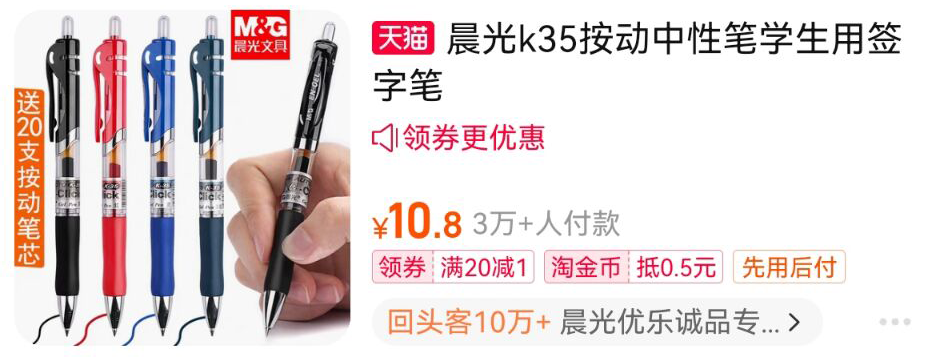 M&G
晨光文具
送20支按动笔芯
天猫 晨光k35按动中性笔学生用签
字笔
领券更优惠
¥10.8 3万+人付款
领券 满20减1 淘金币 抵0.5元 先用后付
回头客10万+ 晨光优乐诚品专...